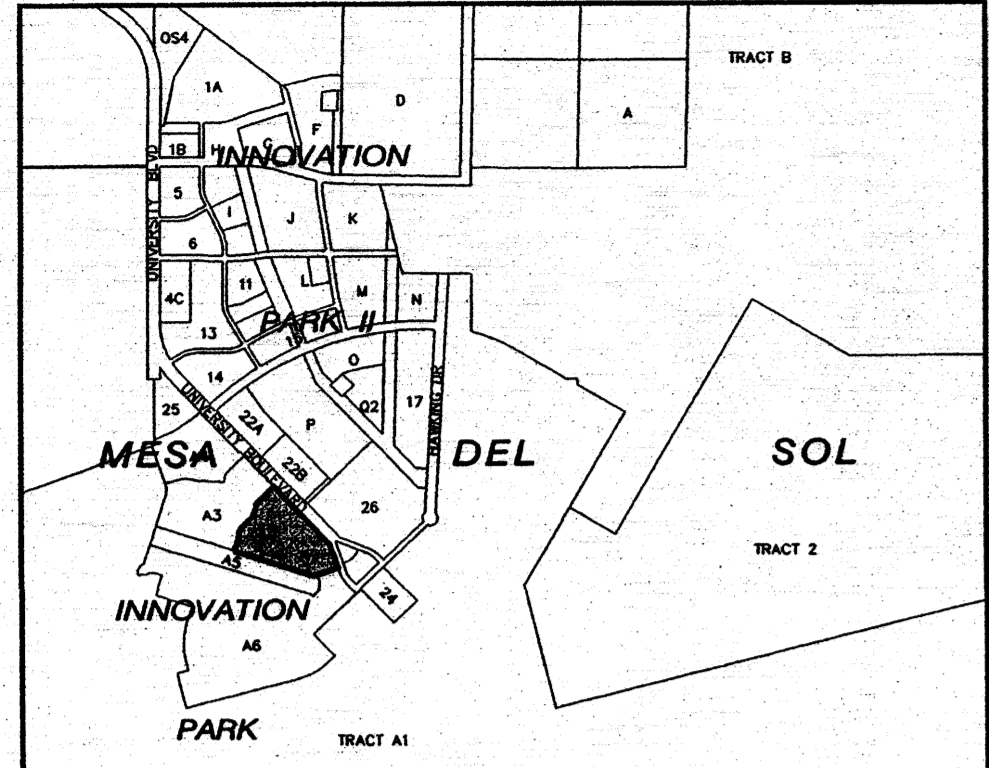 OS4
TRACT B
1A
D
F
A
G
1B
H
INNOVATION
UNIVERSITY BLVD
5
I
J
K
6
11
L
M
N
4C
PARK II
13
15
O
14
17
HAWKING DR
25
UNIVERSITY BOULEVARD
22A
Q2
P
MESA
DEL
SOL
22B
26
A3
A5
TRACT 2
24
INNOVATION
A6
PARK
TRACT A1